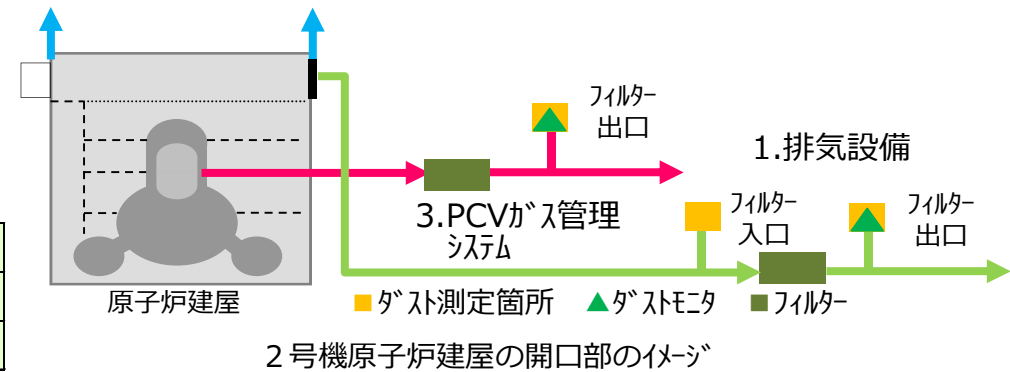 ﾌｨﾙﾀｰ
出口
1.排気設備
3.PCVｶﾞｽ管理
ｼｽﾃﾑ
ﾌｨﾙﾀｰ
入口
ﾌｨﾙﾀｰ
出口
原子炉建屋
■ﾀﾞｽﾄ測定箇所 ▲ﾀﾞｽﾄﾓﾆﾀ ■ﾌｨﾙﾀｰ
２号機原子炉建屋の開口部のｲﾒｰｼﾞ